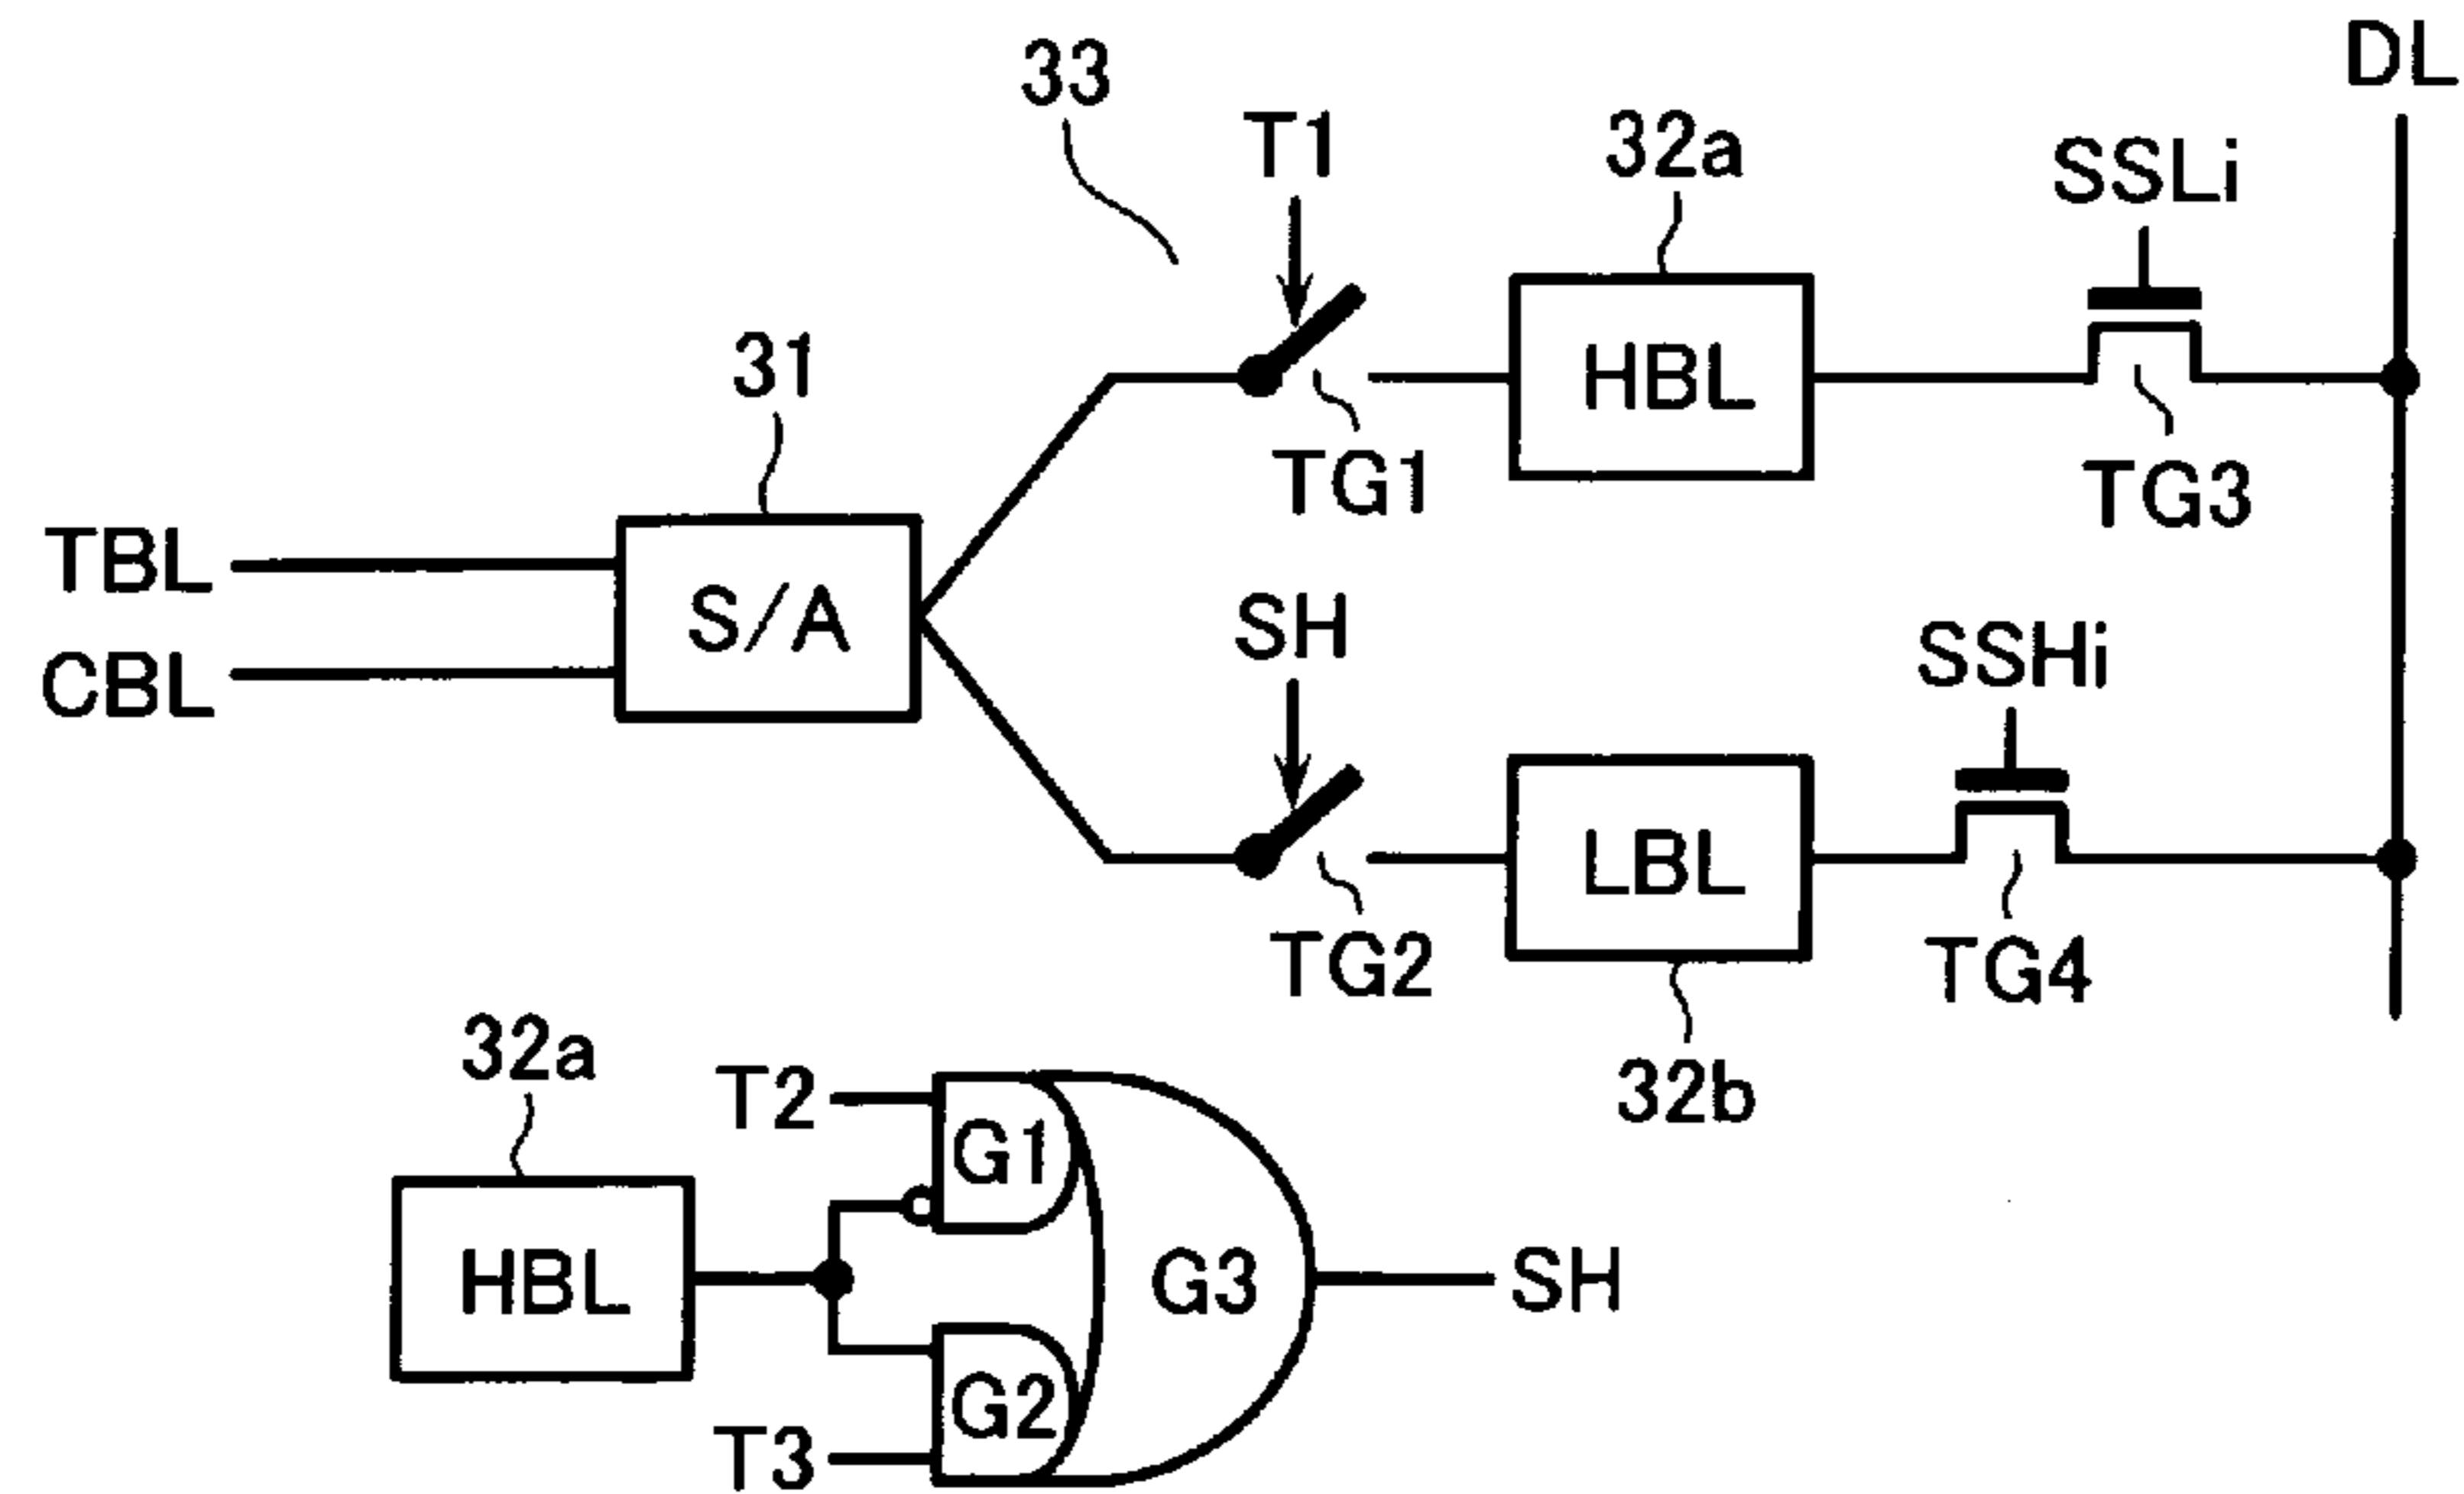 DL
33
T1
32a
SSLi
HBL
31
TG1
TG3
TBL
S/A
SH
SSHi
CBL
LBL
TG2
TG4
32a
T2
32b
G1
HBL
G3
SH
G2
T3